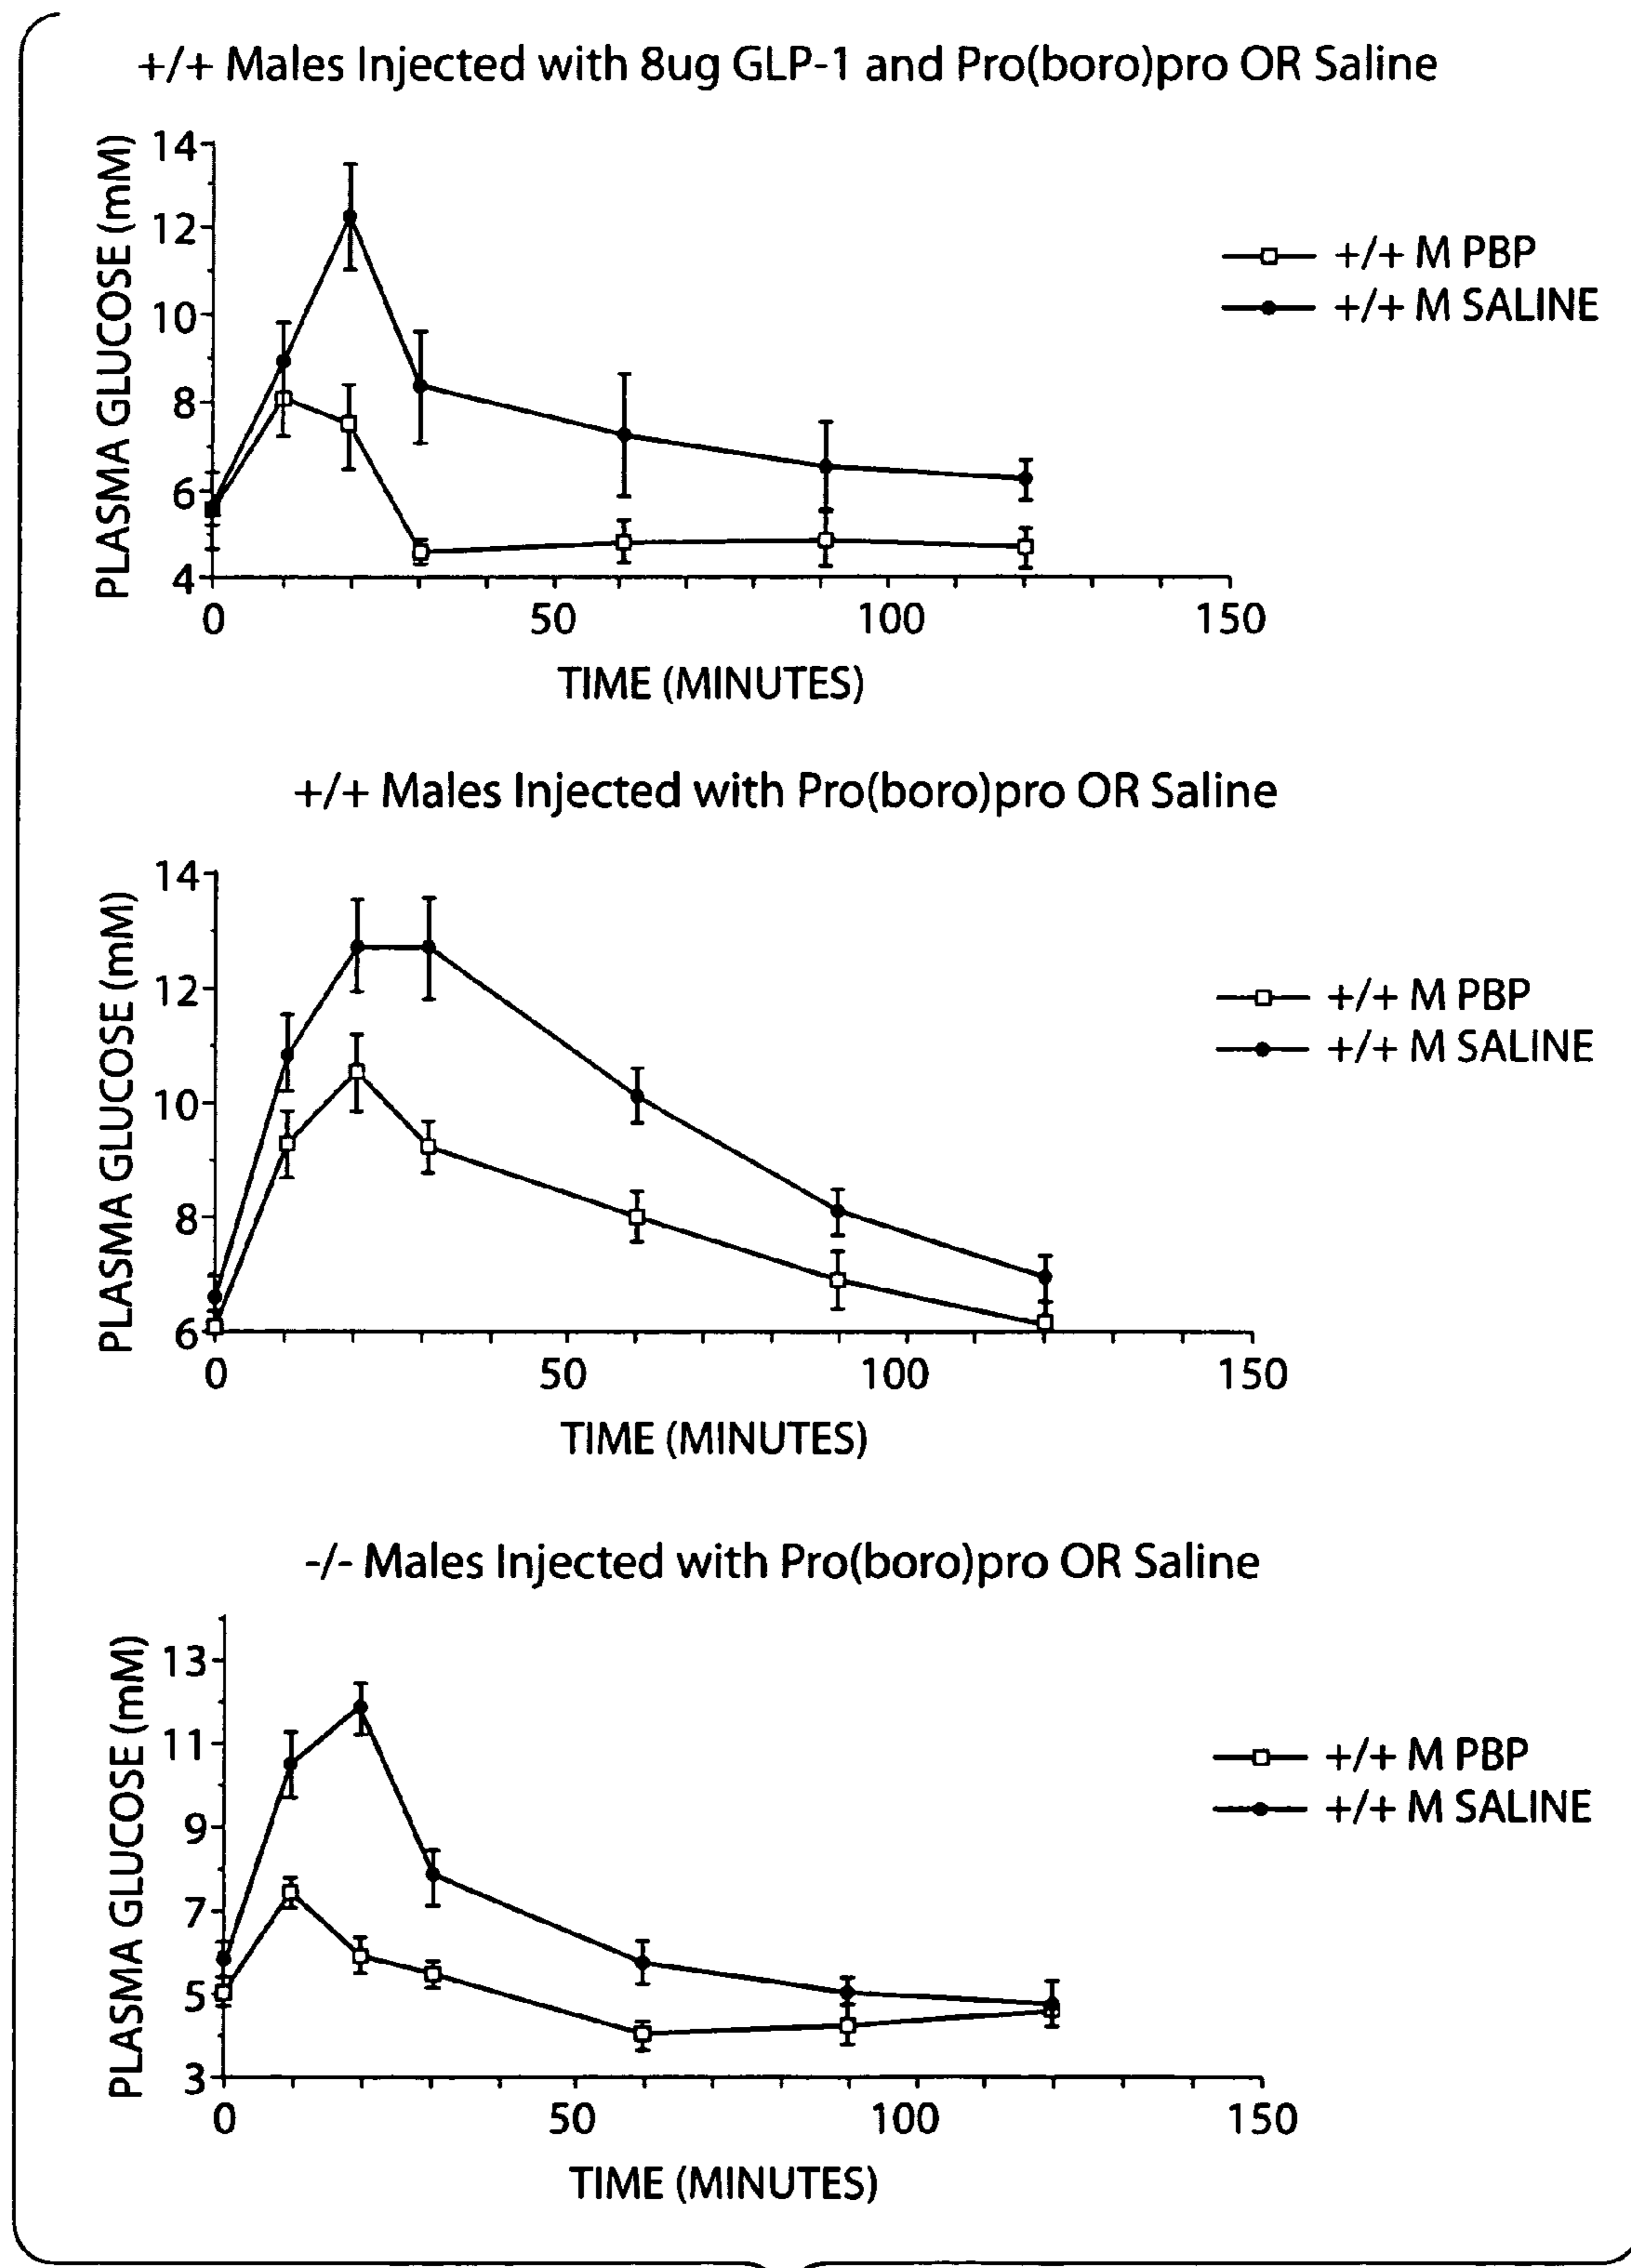 +/+ Males Injected with 8ug GLP-1 and Pro(boro)pro OR Saline
PLASMA GLUCOSE (mM)
14
12
10
8
6
4
0 50 100 150
TIME (MINUTES)
+/+ M PBP
+/+ M SALINE
+/+ Males Injected with Pro(boro)pro OR Saline
PLASMA GLUCOSE (mM)
14
12
10
8
6
0 50 100 150
TIME (MINUTES)
+/+ M PBP
+/+ M SALINE
-/- Males Injected with Pro(boro)pro OR Saline
PLASMA GLUCOSE (mM)
13
11
9
7
5
3
0 50 100 150
TIME (MINUTES)
+/+ M PBP
+/+ M SALINE